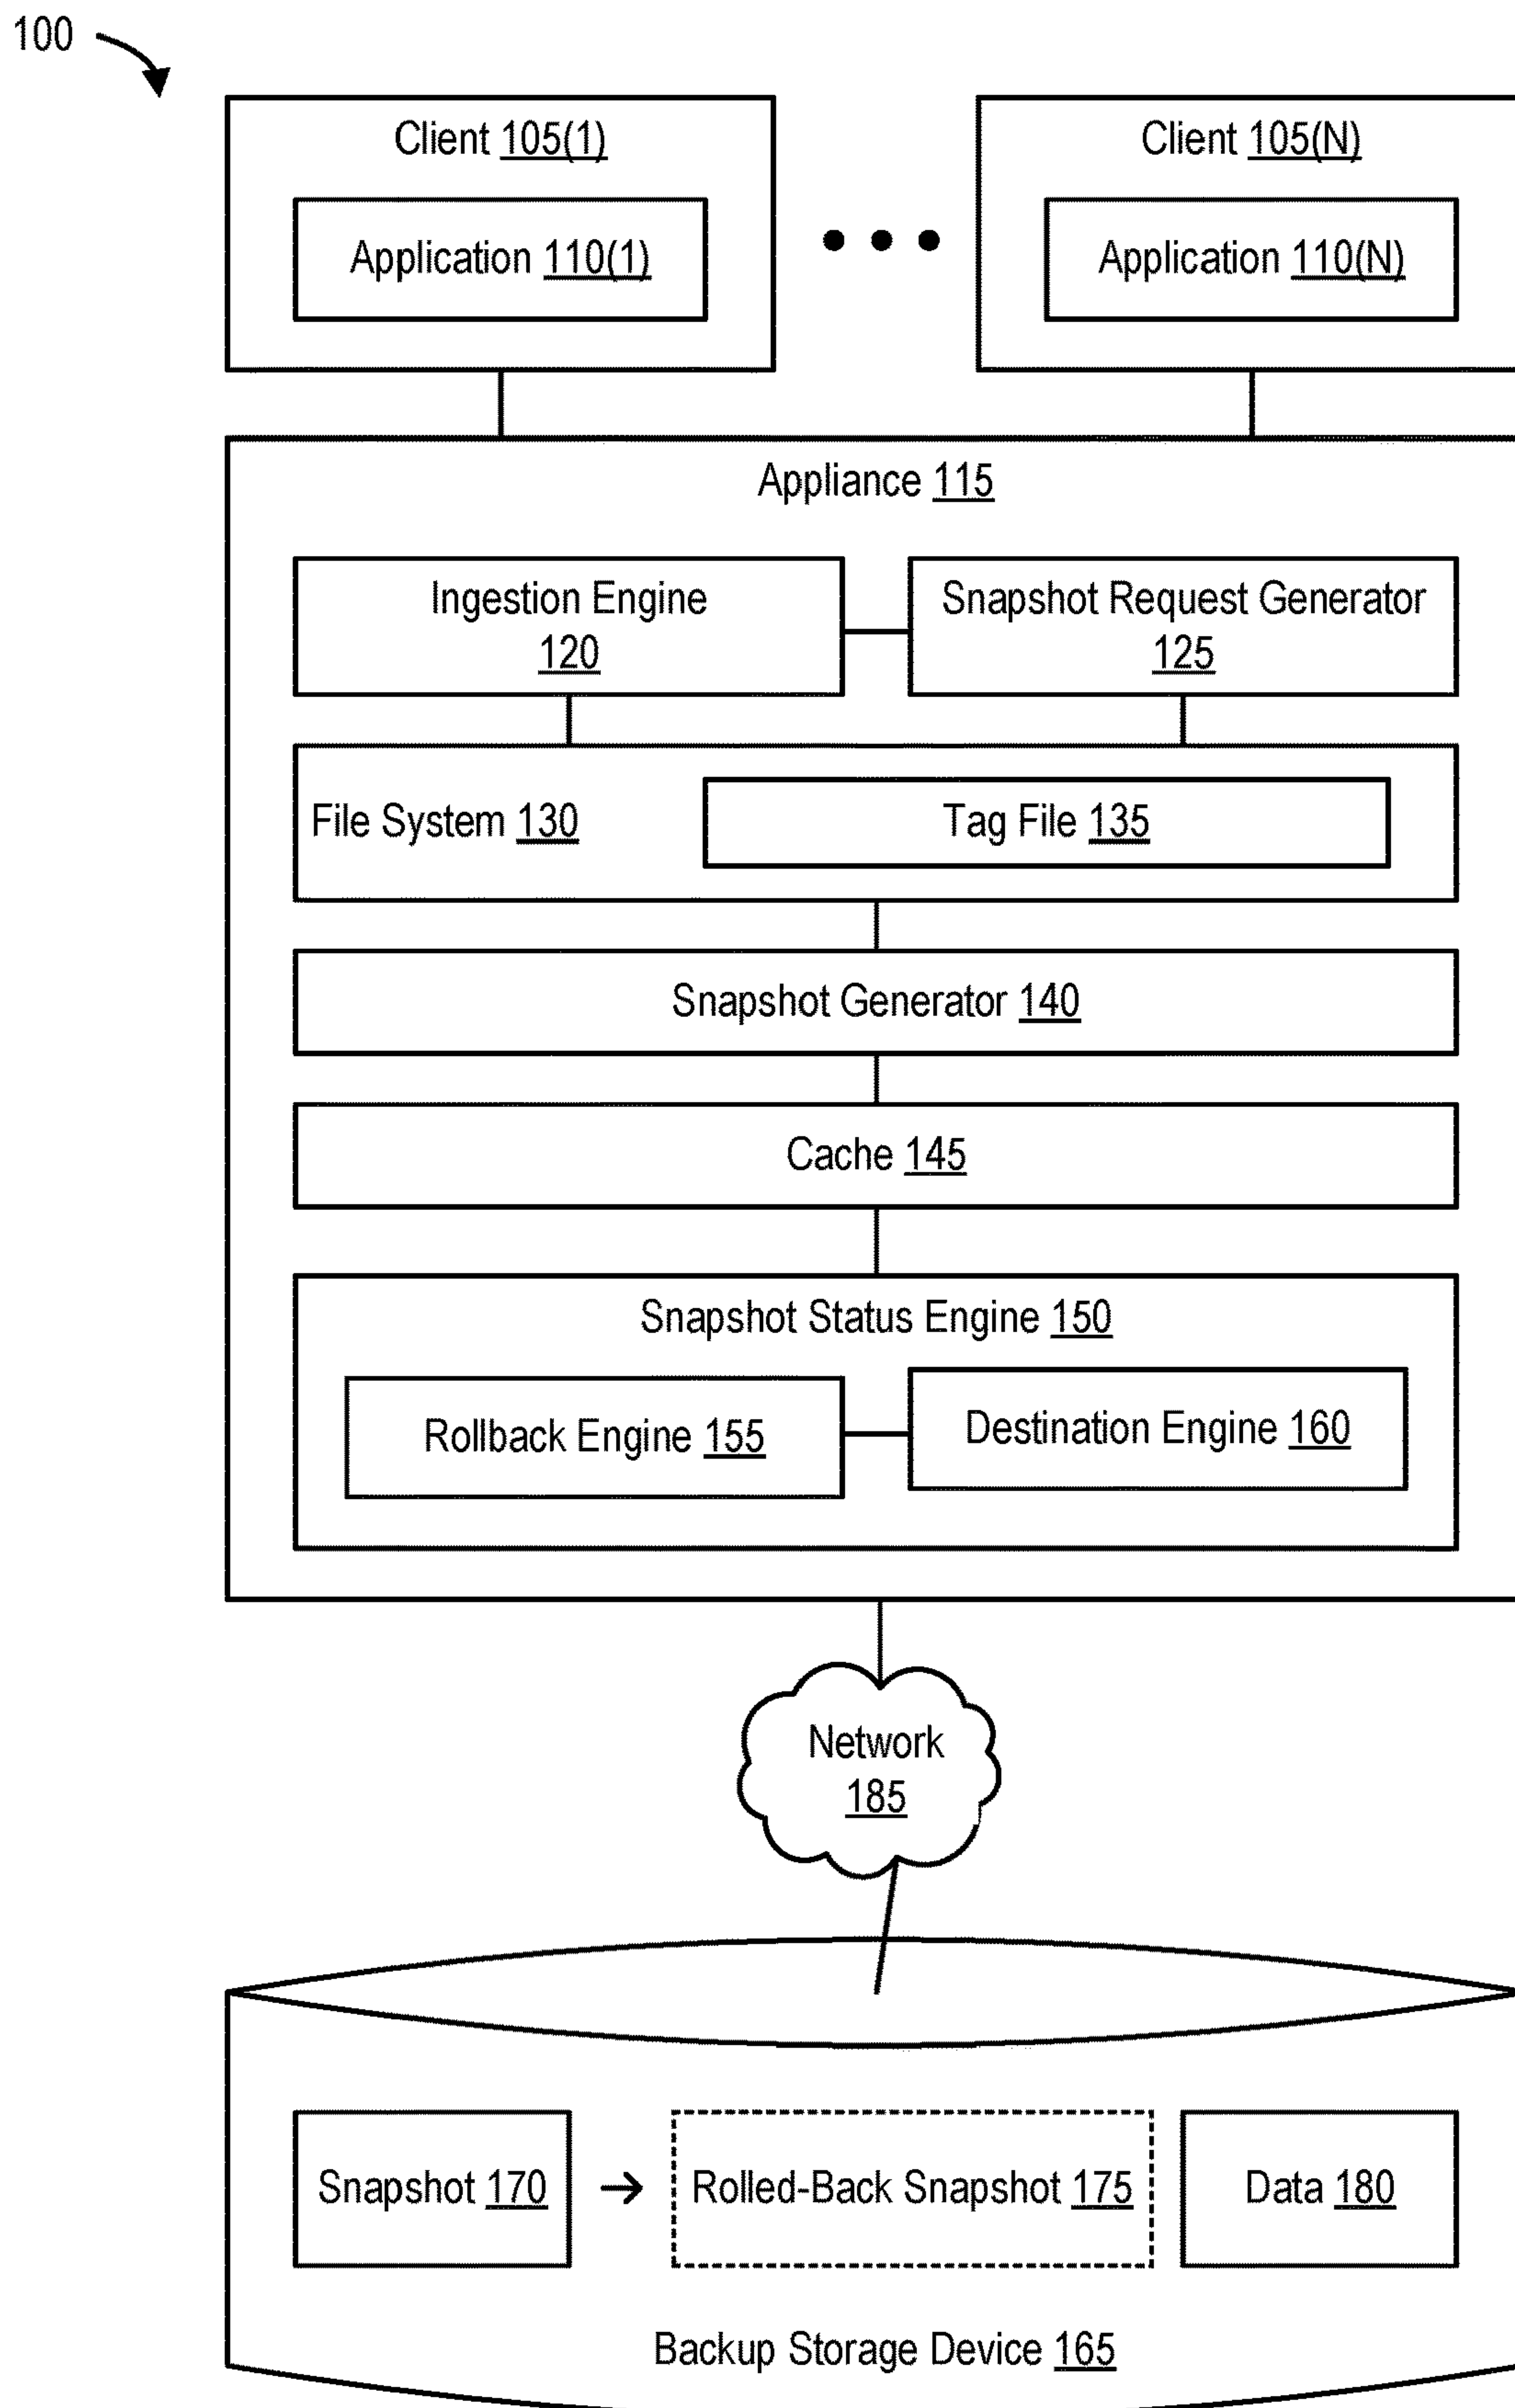 100
Client 105(1)
Client 105(N)
Application 110(1)
Application 110(N)
Appliance 115
Ingestion Engine
120
Snapshot Request Generator
125
File System 130
Tag File 135
Snapshot Generator 140
Cache 145
Snapshot Status Engine 150
Rollback Engine 155
Destination Engine 160
Network
185
Snapshot 170
Rolled-Back Snapshot 175
Data 180
Backup Storage Device 165